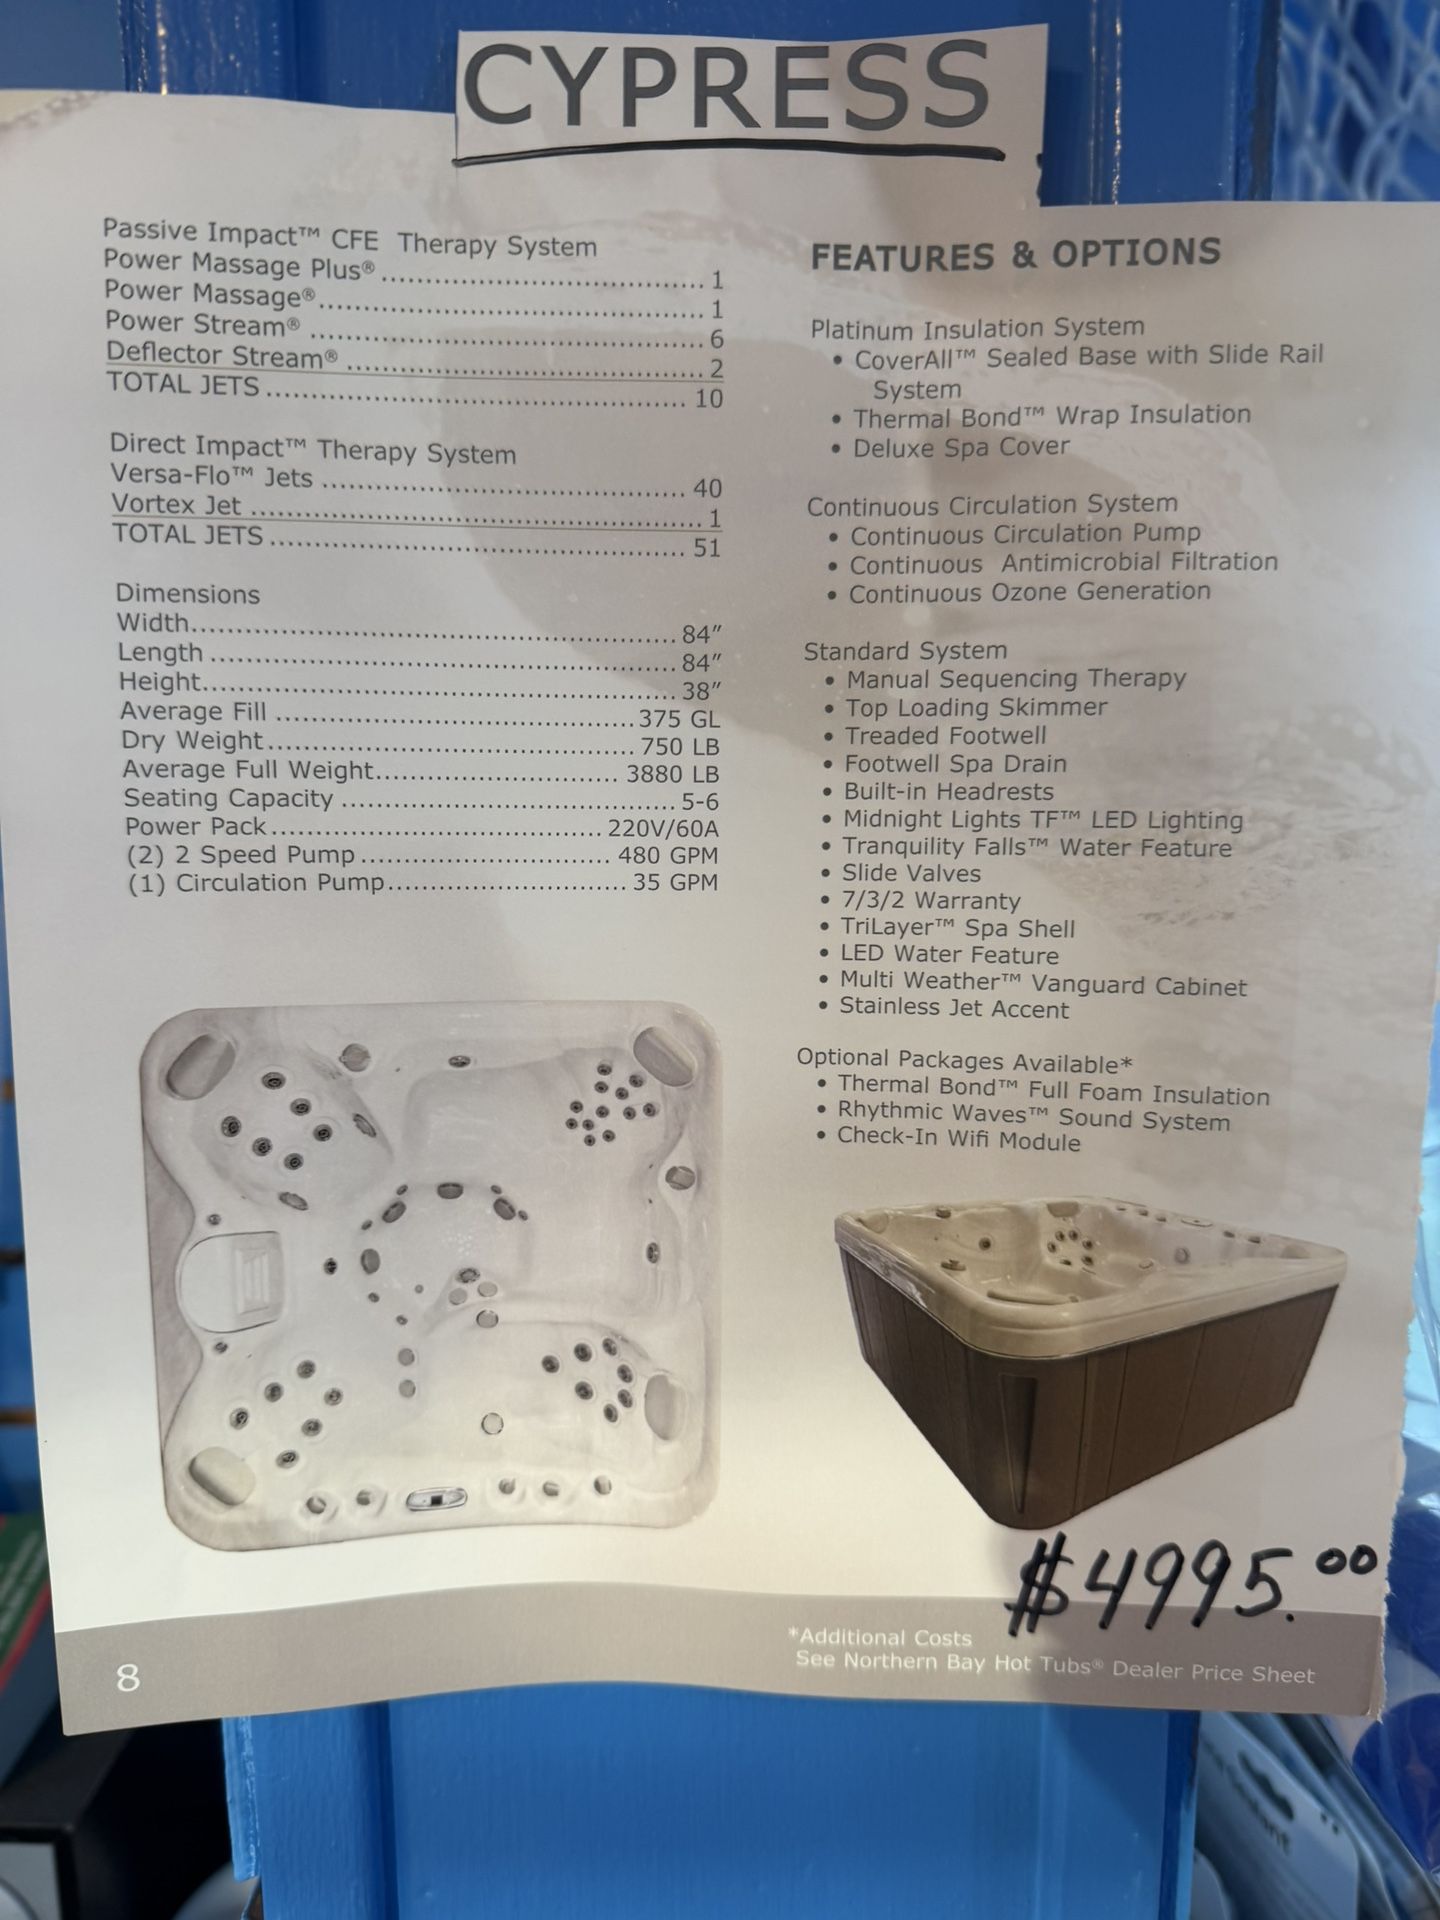 CYPRESS
Passive Impact™ CFE Therapy System
Power Massage Plus® 1
Power Massage® 1
Power Stream® 6
Deflector Stream® 2
TOTAL JETS 10
Direct Impact™ Therapy System
Versa-Flo™ Jets 40
Vortex Jet 1
TOTAL JETS 51
Dimensions
Width 84″
Length 84″
Height 38″
Average Fill 375 GL
Dry Weight 750 LB
Average Full Weight 3880 LB
Seating Capacity 5-6
Power Pack 220V/60A
(2) 2 Speed Pump 480 GPM
(1) Circulation Pump 35 GPM
FEATURES & OPTIONS
Platinum Insulation System
• CoverAll™ Sealed Base with Slide Rail
System
• Thermal Bond™ Wrap Insulation
• Deluxe Spa Cover
Continuous Circulation System
• Continuous Circulation Pump
• Continuous Antimicrobial Filtration
• Continuous Ozone Generation
Standard System
• Manual Sequencing Therapy
• Top Loading Skimmer
• Treaded Footwell
• Footwell Spa Drain
• Built-in Headrests
• Midnight Lights TF™ LED Lighting
• Tranquility Falls™ Water Feature
• Slide Valves
• 7/3/2 Warranty
• TriLayer™ Spa Shell
• LED Water Feature
• Multi Weather™ Vanguard Cabinet
• Stainless Jet Accent
Optional Packages Available*
• Thermal Bond™ Full Foam Insulation
• Rhythmic Waves™ Sound System
• Check-In Wifi Module
$4995.00
*Additional Costs
See Northern Bay Hot Tubs® Dealer Price Sheet
8